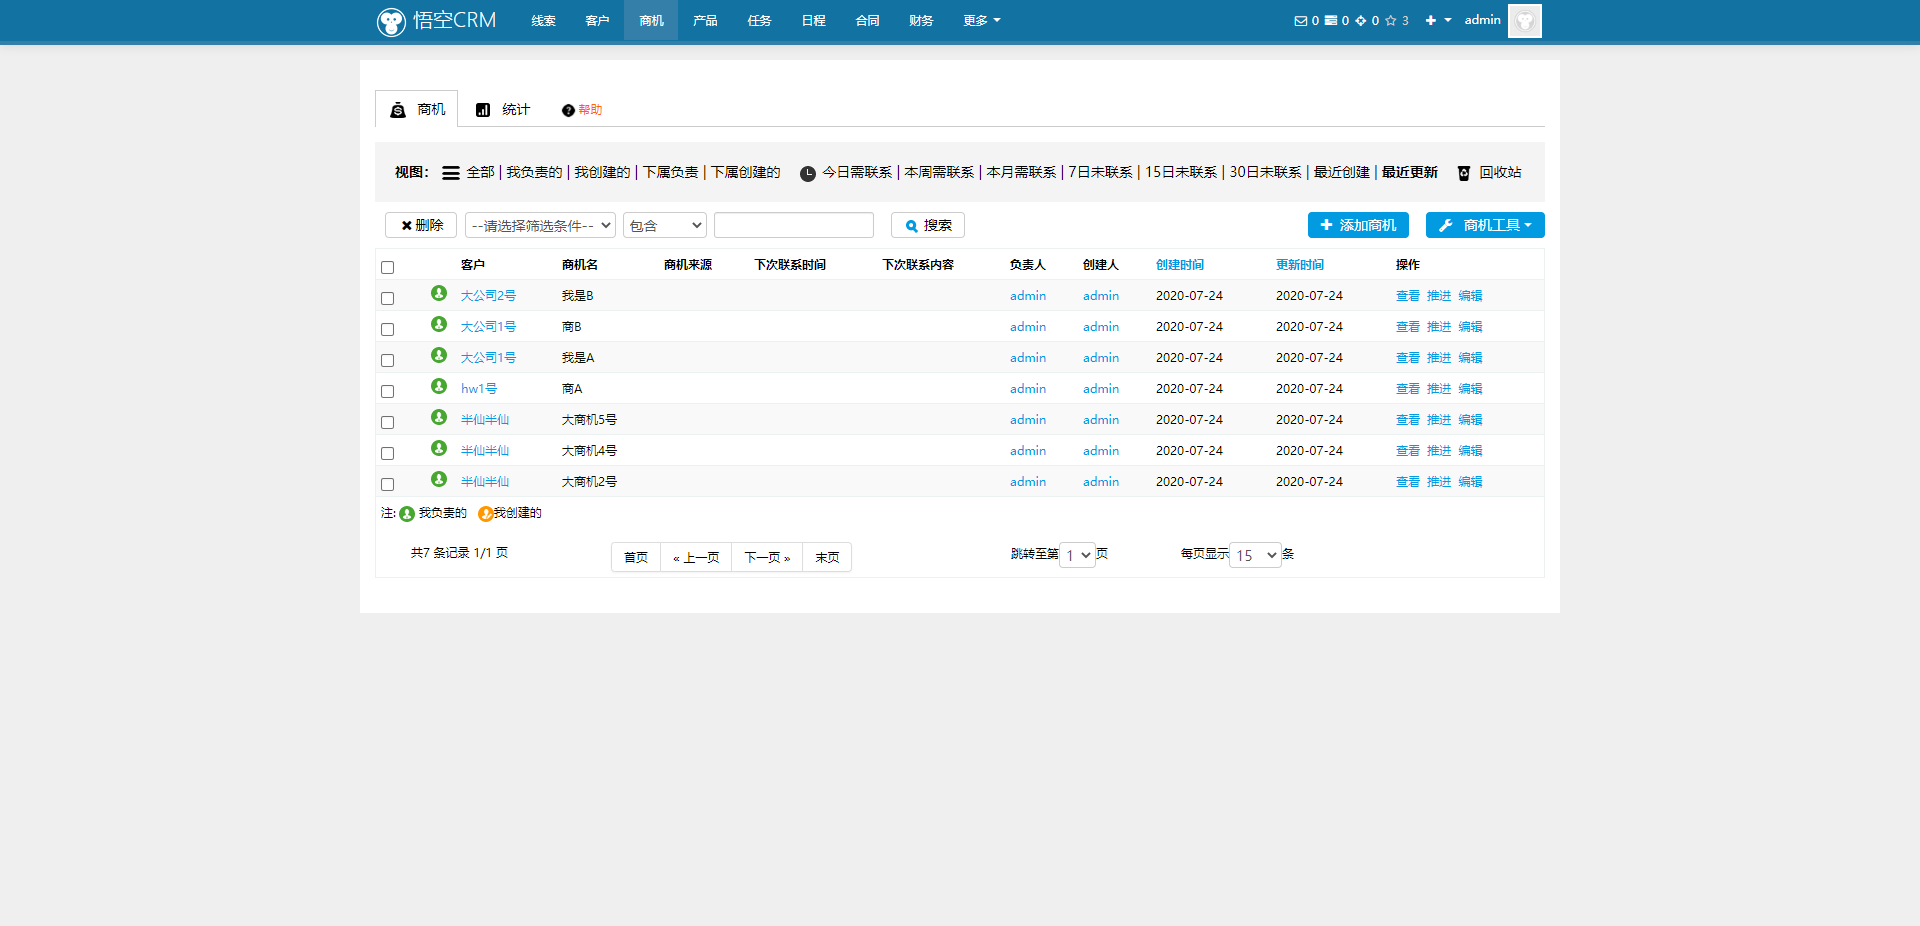 悟空CRM 线索 客户 商机 产品 任务 日程 合同 财务 更多 0 0 0 3 admin
商机 统计 帮助
视图： 全部 | 我负责的 | 我创建的 | 下属负责 | 下属创建的 今日需联系 | 本周需联系 | 本月需联系 | 7日未联系 | 15日未联系 | 30日未联系 | 最近创建 | 最近更新 回收站
删除 --请选择筛选条件-- 包含 搜索 添加商机 商机工具
客户 商机名 商机来源 下次联系时间 下次联系内容 负责人 创建人 创建时间 更新时间 操作
大公司2号 我是B admin admin 2020-07-24 2020-07-24 查看 推进 编辑
大公司1号 商B admin admin 2020-07-24 2020-07-24 查看 推进 编辑
大公司1号 我是A admin admin 2020-07-24 2020-07-24 查看 推进 编辑
hw1号 商A admin admin 2020-07-24 2020-07-24 查看 推进 编辑
半仙半仙 大商机5号 admin admin 2020-07-24 2020-07-24 查看 推进 编辑
半仙半仙 大商机4号 admin admin 2020-07-24 2020-07-24 查看 推进 编辑
半仙半仙 大商机2号 admin admin 2020-07-24 2020-07-24 查看 推进 编辑
注: 我负责的 我创建的
共7 条记录 1/1 页 首页 « 上一页 下一页 » 末页 跳转至第 1 页 每页显示 15 条